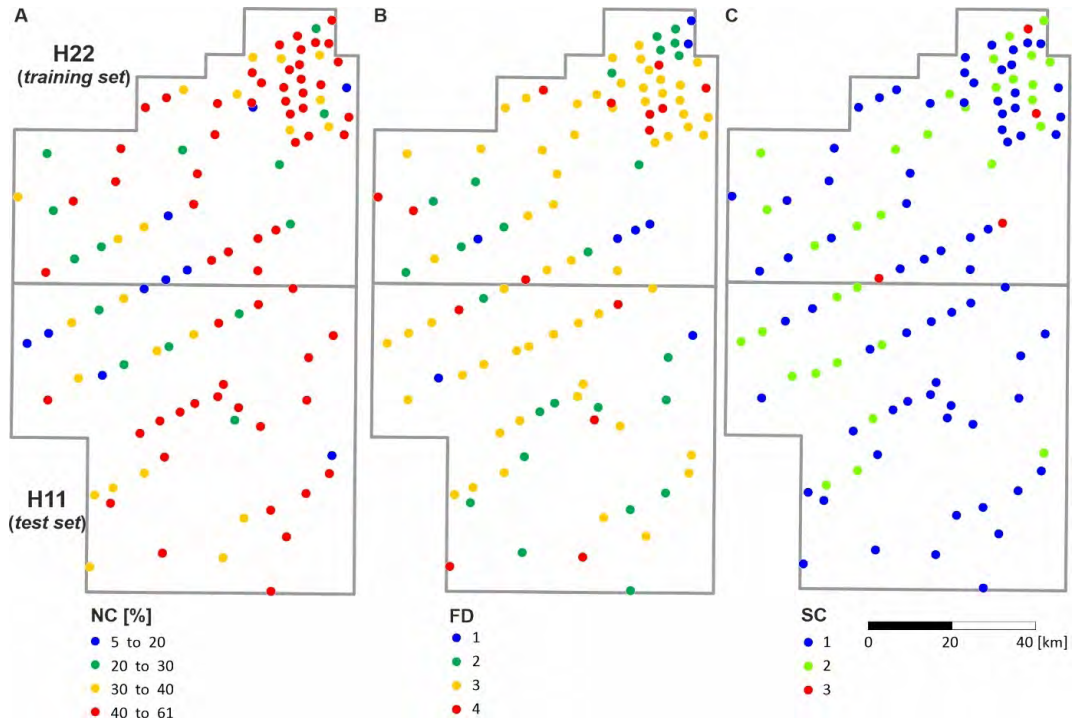 A
B
C
H22
(training set)
H11
(test set)
NC [%]
5 to 20
20 to 30
30 to 40
40 to 61
FD
1
2
3
4
SC
1
2
3
0 20 40 [km]